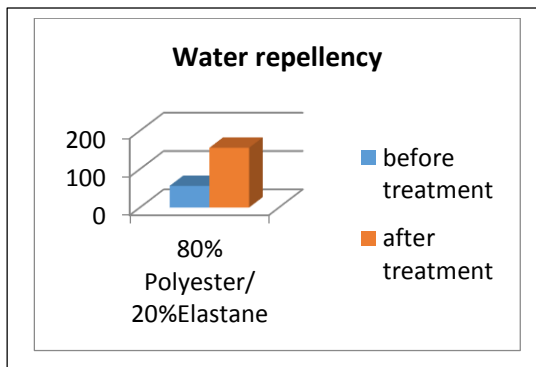 Water repellency
200
100
0
80%
Polyester/
20%Elastane
before
treatment
after
treatment